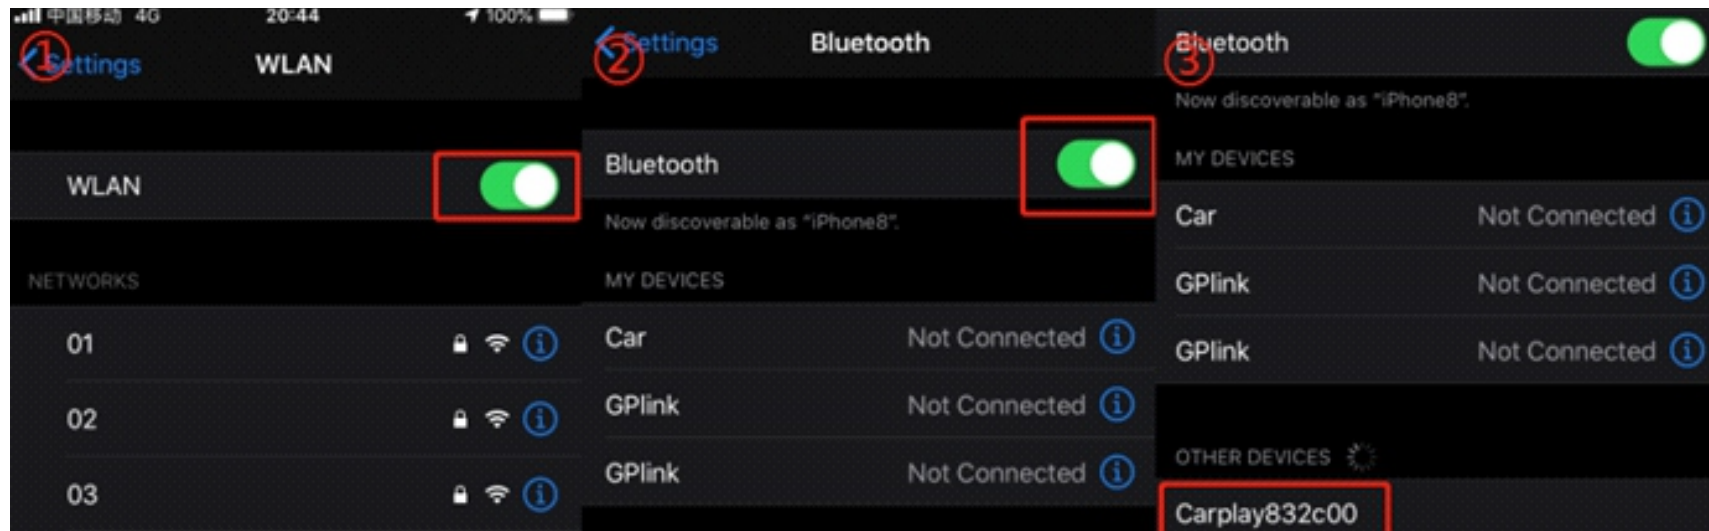 中国移动 4G 20:44 100%
①
Settings WLAN
WLAN
NETWORKS
01
02
03
②
Settings Bluetooth
Bluetooth
Now discoverable as "iPhone8".
MY DEVICES
Car Not Connected
GPlink Not Connected
GPlink Not Connected
③
Bluetooth
Now discoverable as "iPhone8".
MY DEVICES
Car Not Connected
GPlink Not Connected
GPlink Not Connected
OTHER DEVICES
Carplay832c00